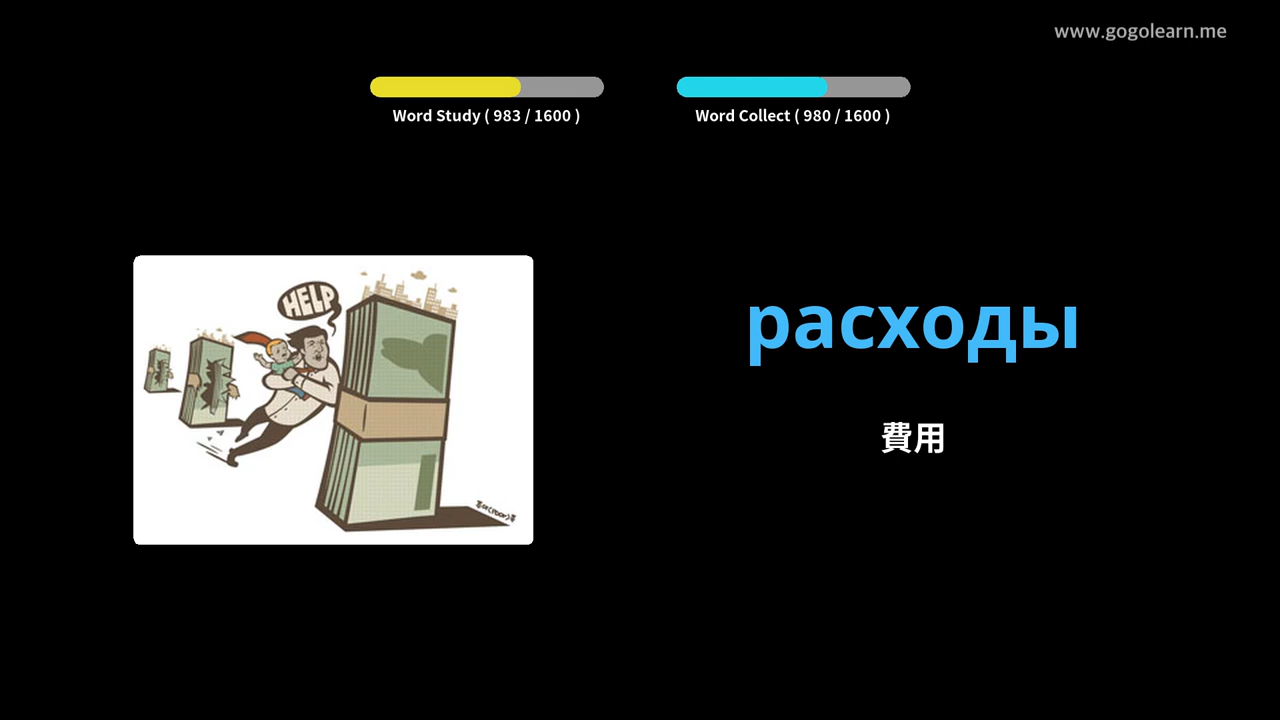 www.gogolearn.me
Word Study ( 983 / 1600 )
Word Collect ( 980 / 1600 )
HELP
расходы
費用